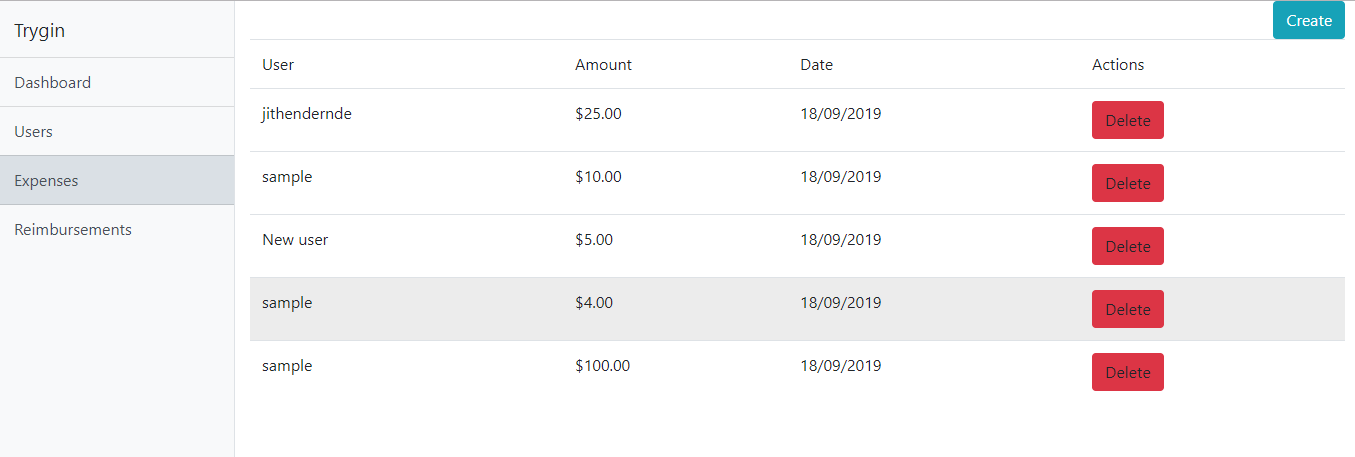 Trygin
Create
Dashboard
Users
Expenses
Reimbursements
User Amount Date Actions
jithendernde $25.00 18/09/2019 Delete
sample $10.00 18/09/2019 Delete
New user $5.00 18/09/2019 Delete
sample $4.00 18/09/2019 Delete
sample $100.00 18/09/2019 Delete